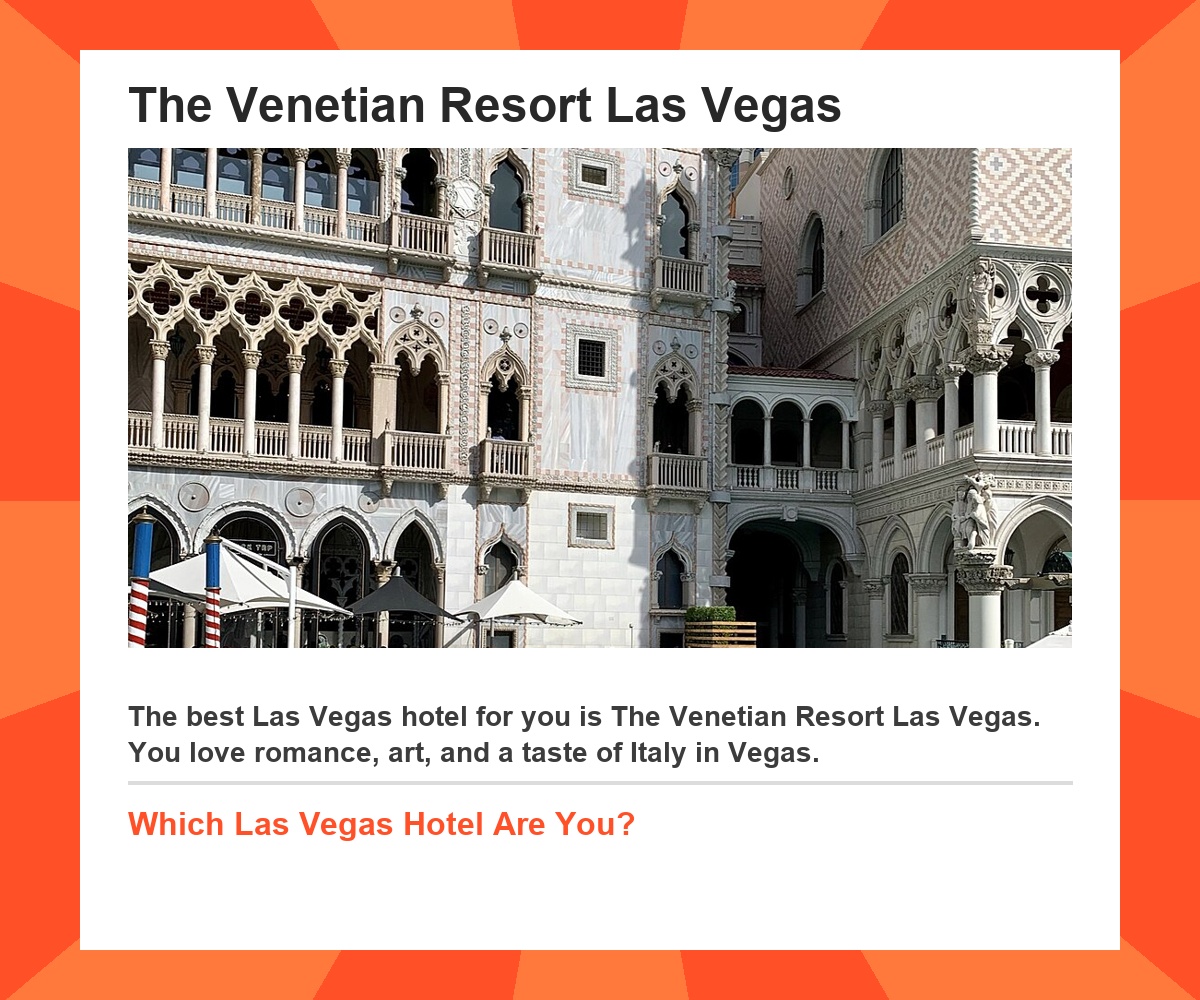 The Venetian Resort Las Vegas
The best Las Vegas hotel for you is The Venetian Resort Las Vegas.
You love romance, art, and a taste of Italy in Vegas.
Which Las Vegas Hotel Are You?